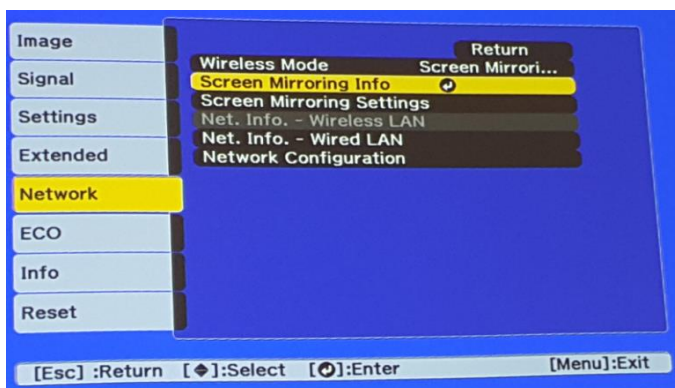 Image
Signal
Settings
Extended
Network
ECO
Info
Reset
Return
Wireless Mode Screen Mirrori...
Screen Mirroring Info
Screen Mirroring Settings
Net. Info. - Wireless LAN
Net. Info. - Wired LAN
Network Configuration
[Esc] :Return [◆]:Select [⏎]:Enter [Menu]:Exit